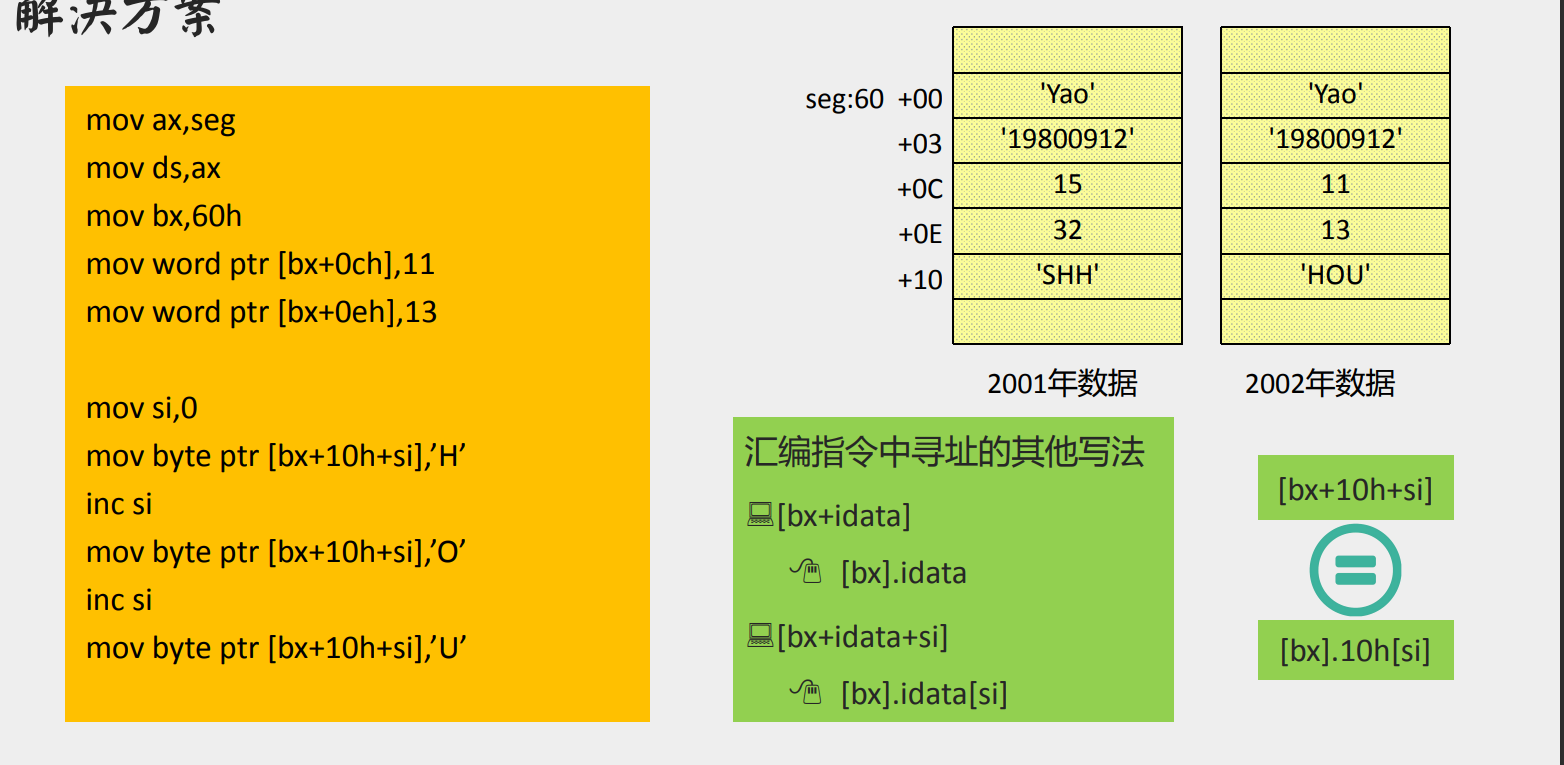 解决方案
mov ax,seg
mov ds,ax
mov bx,60h
mov word ptr [bx+0ch],11
mov word ptr [bx+0eh],13
mov si,0
mov byte ptr [bx+10h+si],’H’
inc si
mov byte ptr [bx+10h+si],’O’
inc si
mov byte ptr [bx+10h+si],’U’
seg:60 +00 'Yao' 'Yao'
+03 '19800912' '19800912'
+0C 15 11
+0E 32 13
+10 'SHH' 'HOU'
2001年数据 2002年数据
汇编指令中寻址的其他写法
[bx+idata]
[bx].idata
[bx+idata+si]
[bx].idata[si]
[bx+10h+si]
[bx].10h[si]